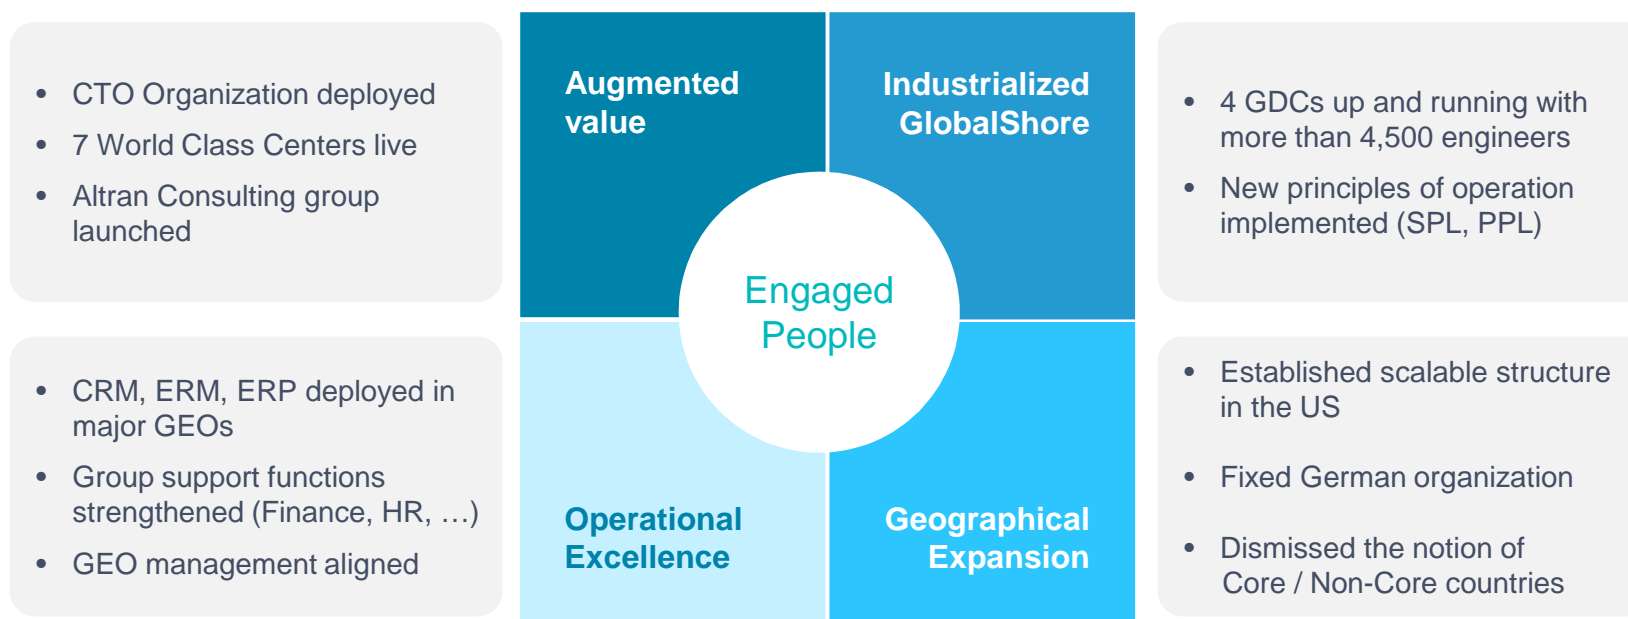 • CTO Organization deployed
• 7 World Class Centers live
• Altran Consulting group
launched
Augmented
value
Industrialized
GlobalShore
• 4 GDCs up and running with
more than 4,500 engineers
• New principles of operation
implemented (SPL, PPL)
Engaged
People
• CRM, ERM, ERP deployed in
major GEOs
• Group support functions
strengthened (Finance, HR, …)
• GEO management aligned
Operational
Excellence
Geographical
Expansion
• Established scalable structure
in the US
• Fixed German organization
• Dismissed the notion of
Core / Non-Core countries